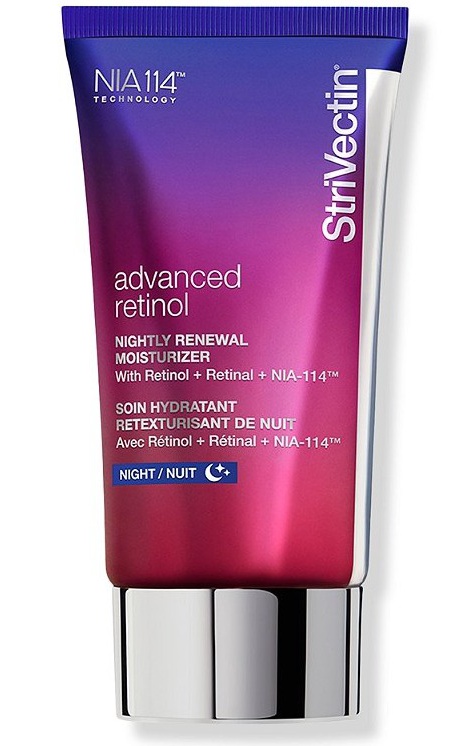 NIA114™
TECHNOLOGY
StriVectin®
advanced
retinol
NIGHTLY RENEWAL
MOISTURIZER
With Retinol + Retinal + NIA-114™
SOIN HYDRATANT
RETEXTURISANT DE NUIT
Avec Rétinol + Rétinal + NIA-114™
NIGHT / NUIT